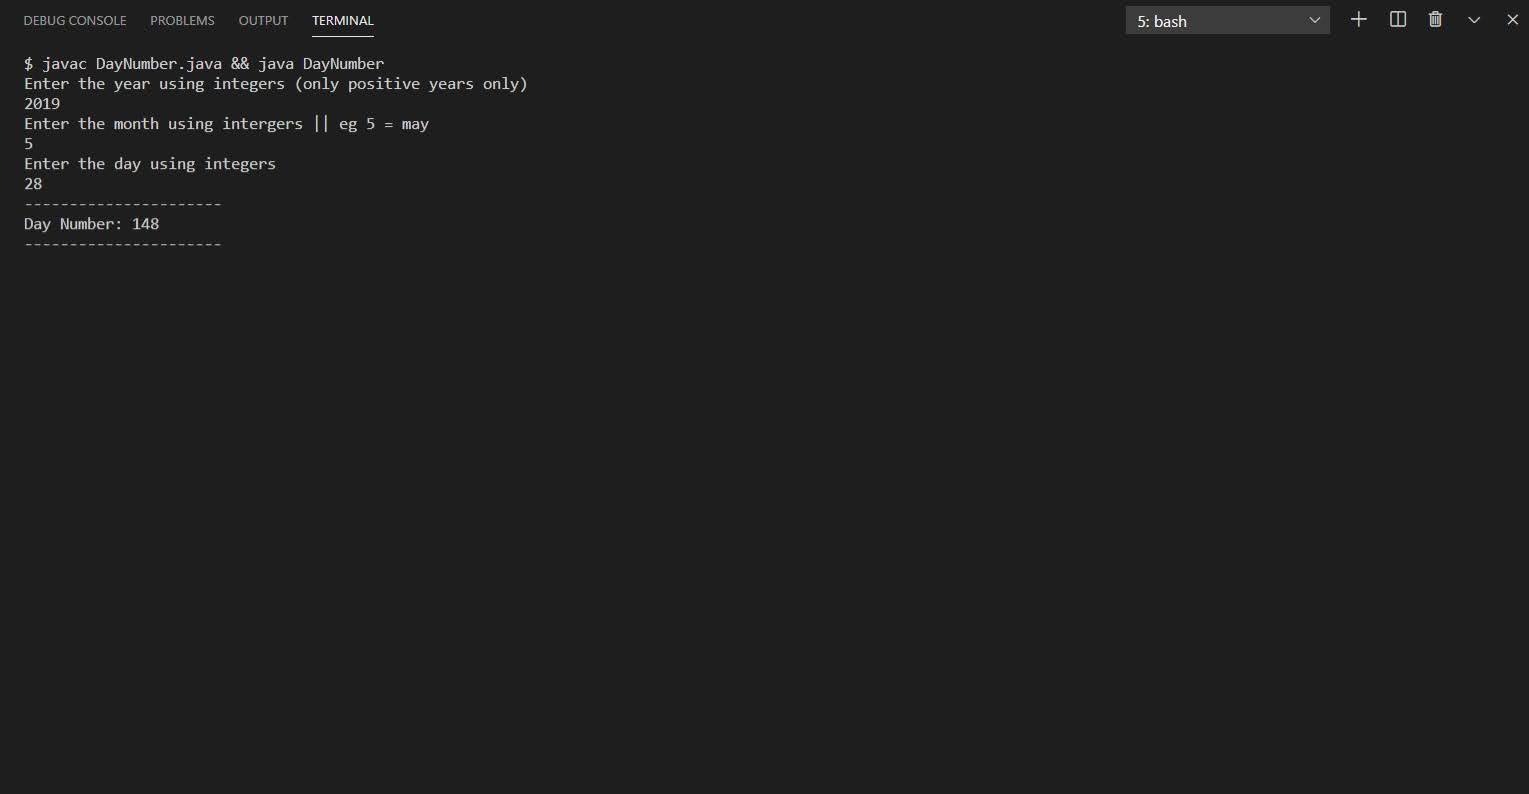 DEBUG CONSOLE PROBLEMS OUTPUT TERMINAL 5: bash
$ javac DayNumber.java && java DayNumber
Enter the year using integers (only positive years only)
2019
Enter the month using intergers || eg 5 = may
5
Enter the day using integers
28
----------------------
Day Number: 148
----------------------